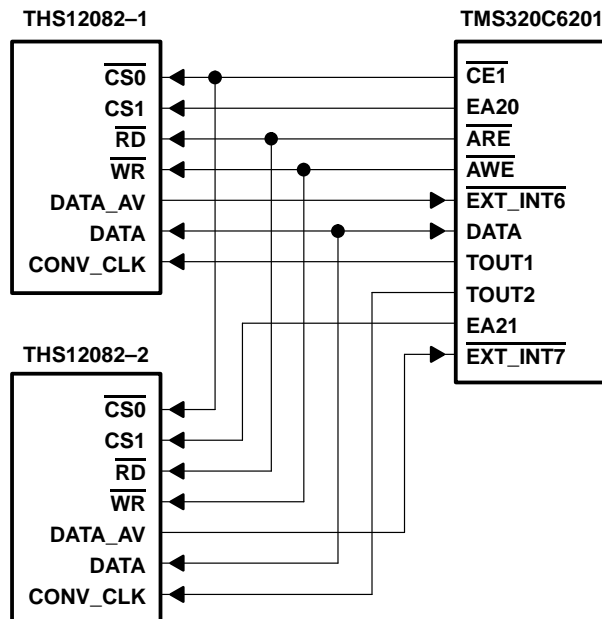 THS12082–1
CS0
CS1
RD
WR
DATA_AV
DATA
CONV_CLK
TMS320C6201
CE1
EA20
ARE
AWE
EXT_INT6
DATA
TOUT1
TOUT2
EA21
EXT_INT7
THS12082–2
CS0
CS1
RD
WR
DATA_AV
DATA
CONV_CLK